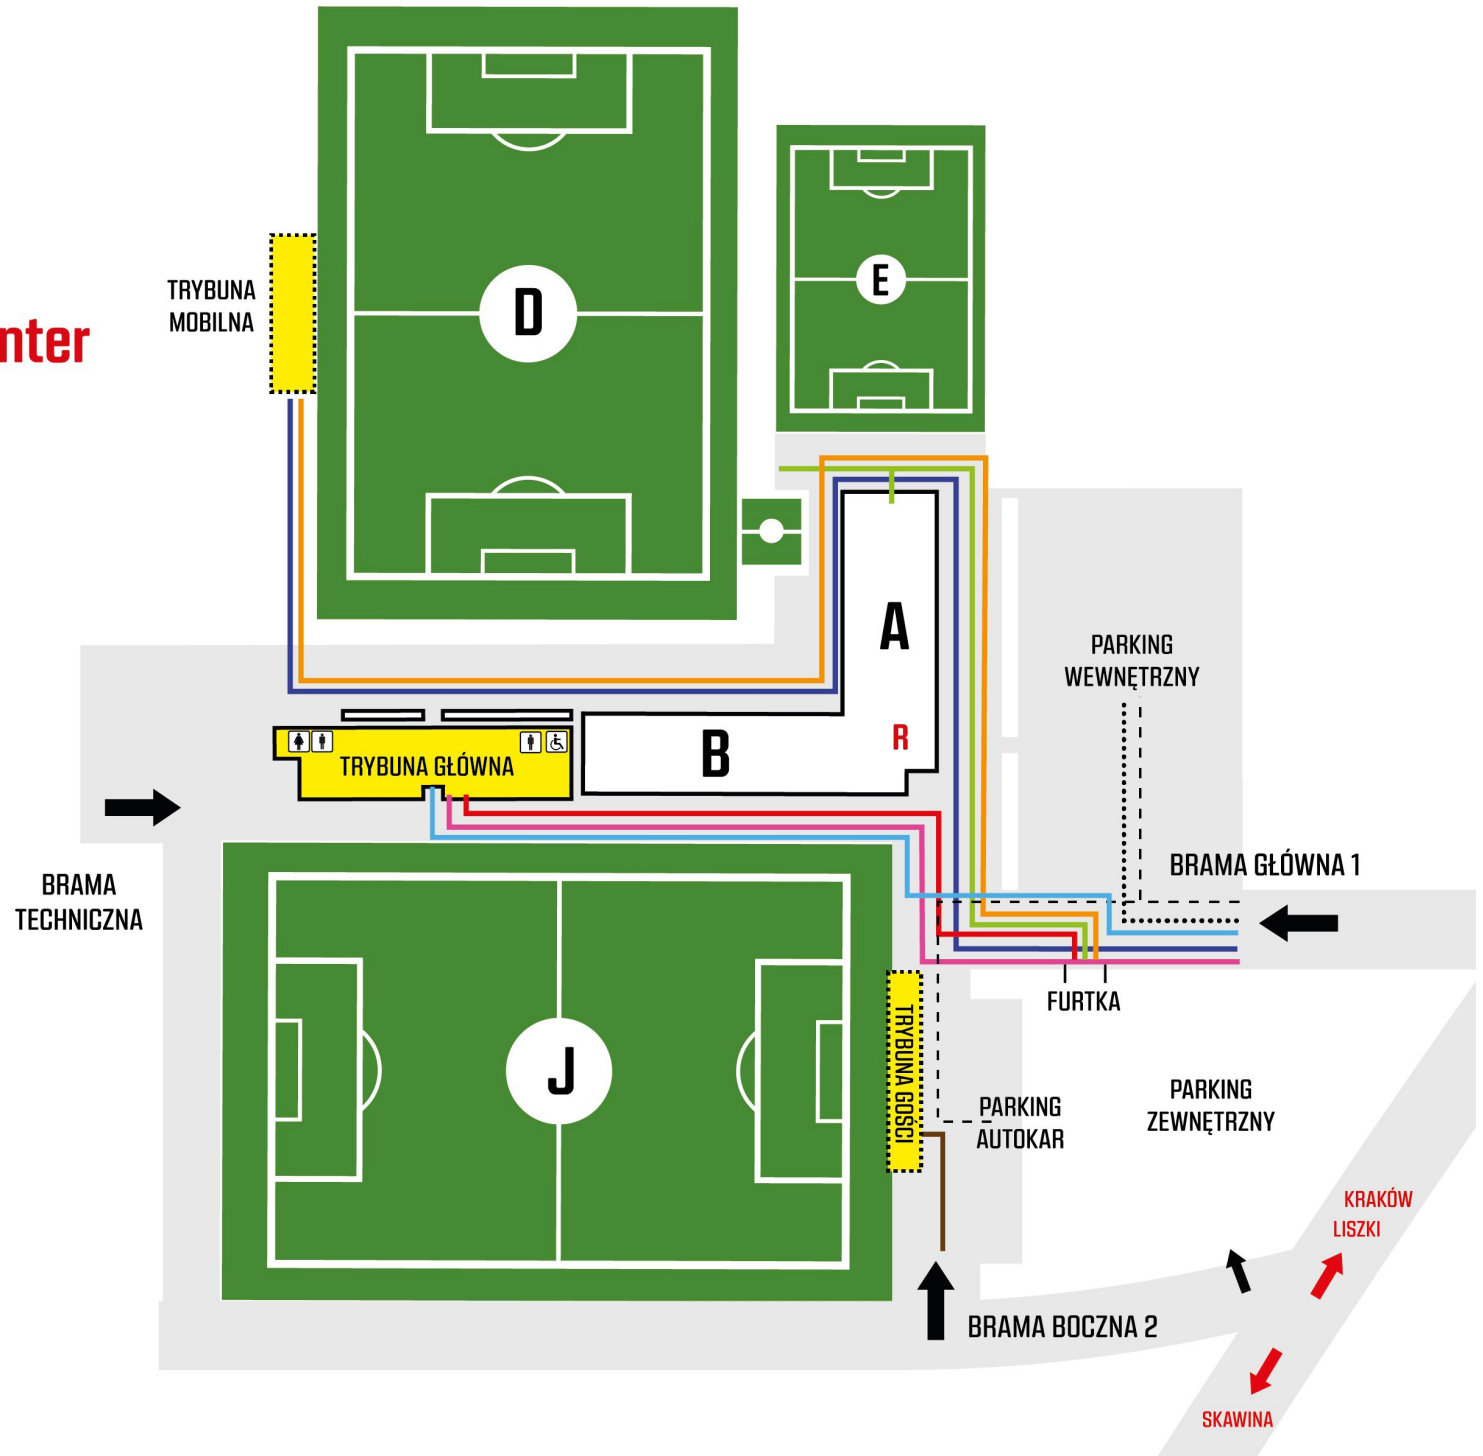 D
E
TRYBUNA
MOBILNA
nter
A
PARKING
WEWNĘTRZNY
R
B
TRYBUNA GŁÓWNA
BRAMA GŁÓWNA 1
BRAMA
TECHNICZNA
FURTKA
TRYBUNA GOŚCI
J
PARKING
AUTOKAR
PARKING
ZEWNĘTRZNY
KRAKÓW
LISZKI
BRAMA BOCZNA 2
SKAWINA